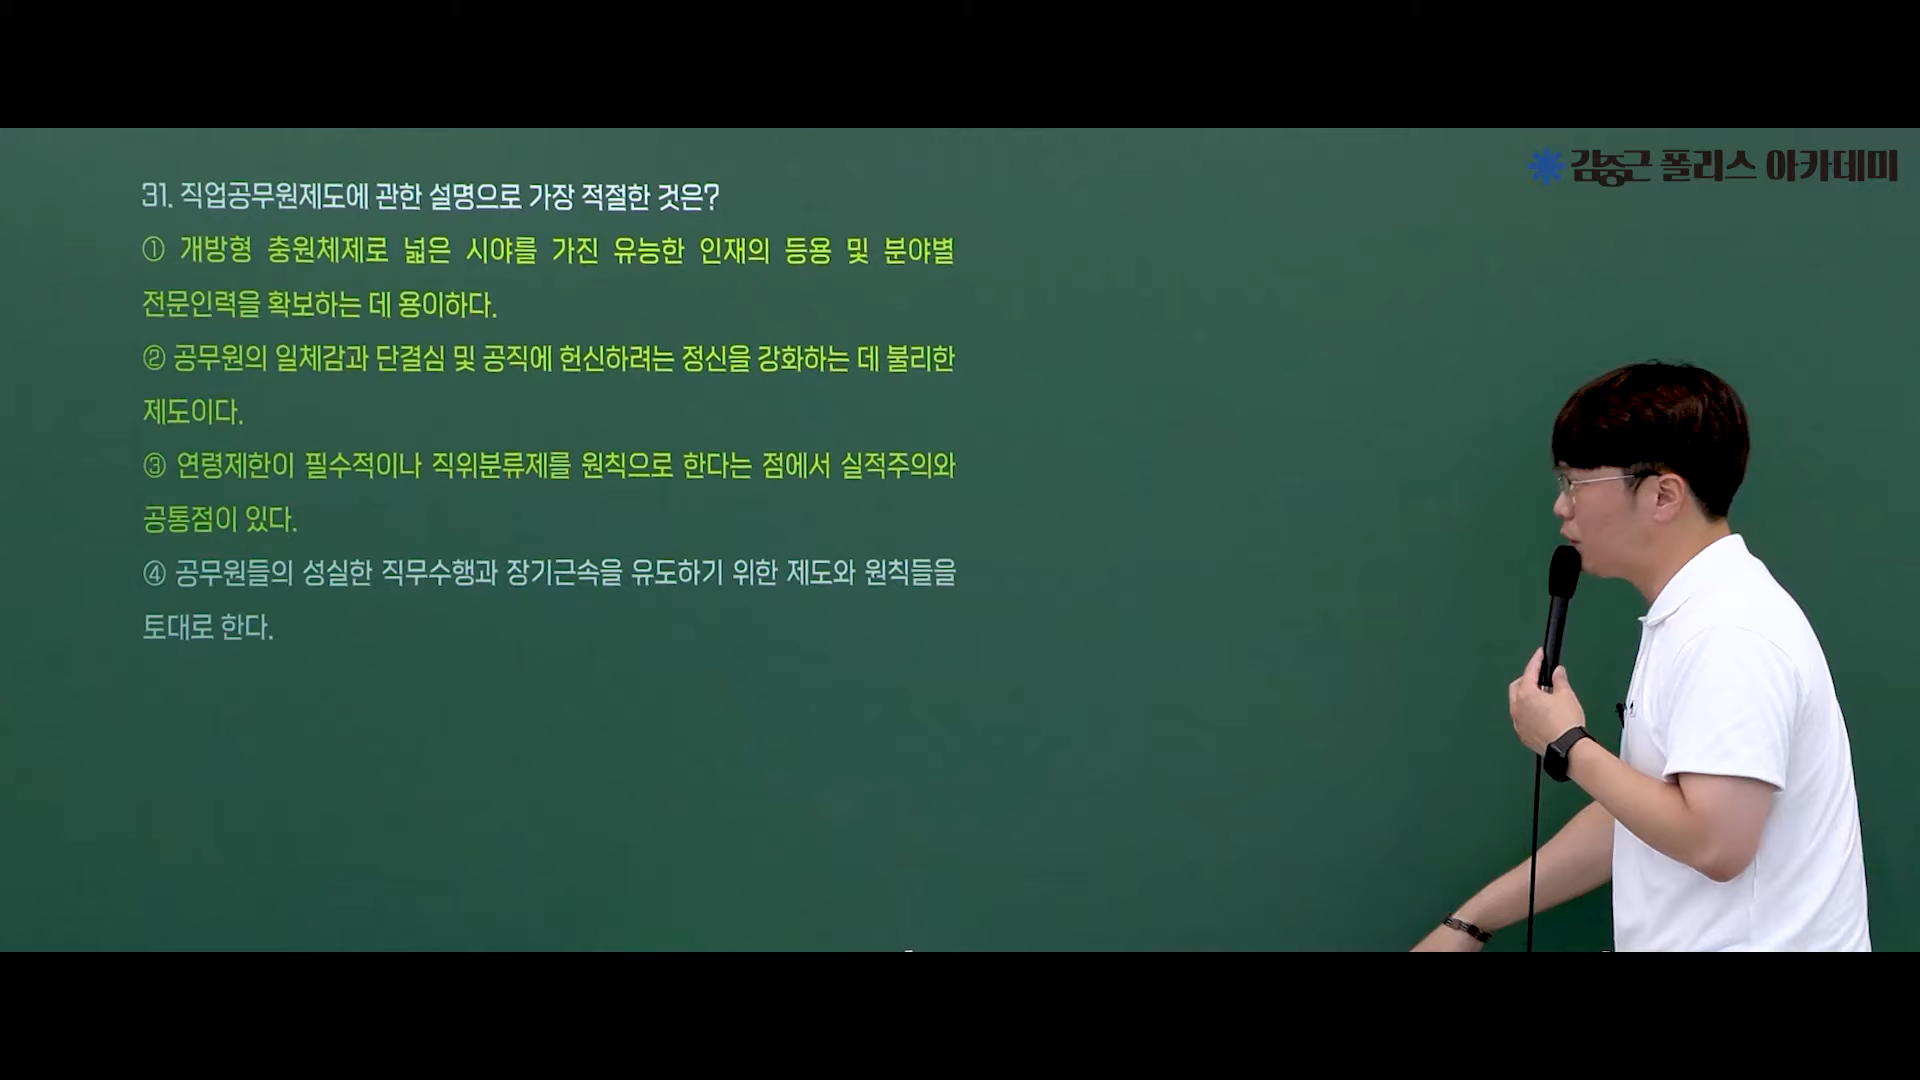 김중근 폴리스 아카데미
31. 직업공무원제도에 관한 설명으로 가장 적절한 것은?
① 개방형 충원체제로 넓은 시야를 가진 유능한 인재의 등용 및 분야별
전문인력을 확보하는 데 용이하다.
② 공무원의 일체감과 단결심 및 공직에 헌신하려는 정신을 강화하는 데 불리한
제도이다.
③ 연령제한이 필수적이나 직위분류제를 원칙으로 한다는 점에서 실적주의와
공통점이 있다.
④ 공무원들의 성실한 직무수행과 장기근속을 유도하기 위한 제도와 원칙들을
토대로 한다.